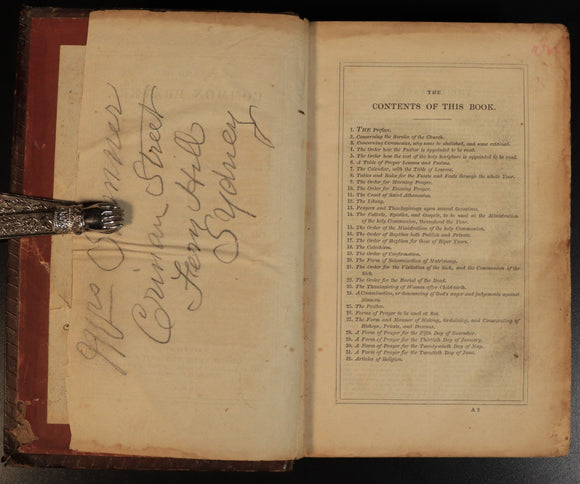 Mrs
Street
Hill
Sydney
THE
CONTENTS OF THIS BOOK.
1. THE Preface.
2. Concerning the Service of the Church.
3. Concerning Ceremonies, why some be abolished, and some retained.
4. The Order how the Psalter is appointed to be read.
5. The Order how the rest of the holy Scripture is appointed to be read.
6. A Table of Proper Lessons and Psalms.
7. The Calendar, with the Table of Lessons.
8. Tables and Rules for the Feasts and Fasts through the whole Year.
9. The Order for Morning Prayer.
10. The Order for Evening Prayer.
11. The Creed of Saint Athanasius.
12. The Litany.
13. Prayers and Thanksgivings upon several Occasions.
14. The Collects, Epistles, and Gospels, to be used at the Ministration
of the holy Communion, throughout the Year.
15. The Order of the Ministration of the holy Communion.
16. The Order of Baptism both Publick and Private.
17. The Order of Baptism for those of Riper Years.
18. The Catechism.
19. The Order of Confirmation.
20. The Form of Solemnization of Matrimony.
21. The Order for the Visitation of the Sick, and the Communion of the
Sick.
22. The Order for the Burial of the Dead.
23. The Thanksgiving of Women after Child-birth.
24. A Commination, or denouncing of God's anger and judgements against
Sinners.
25. The Psalter.
26. Forms of Prayer to be used at Sea.
27. The Form and Manner of Making, Ordaining, and Consecrating of
Bishops, Priests, and Deacons.
28. A Form of Prayer for the Fifth Day of November.
29. A Form of Prayer for the Thirtieth Day of January.
30. A Form of Prayer for the Twenty-ninth Day of May.
31. A Form of Prayer for the Twentieth Day of June.
32. Articles of Religion.
A 2